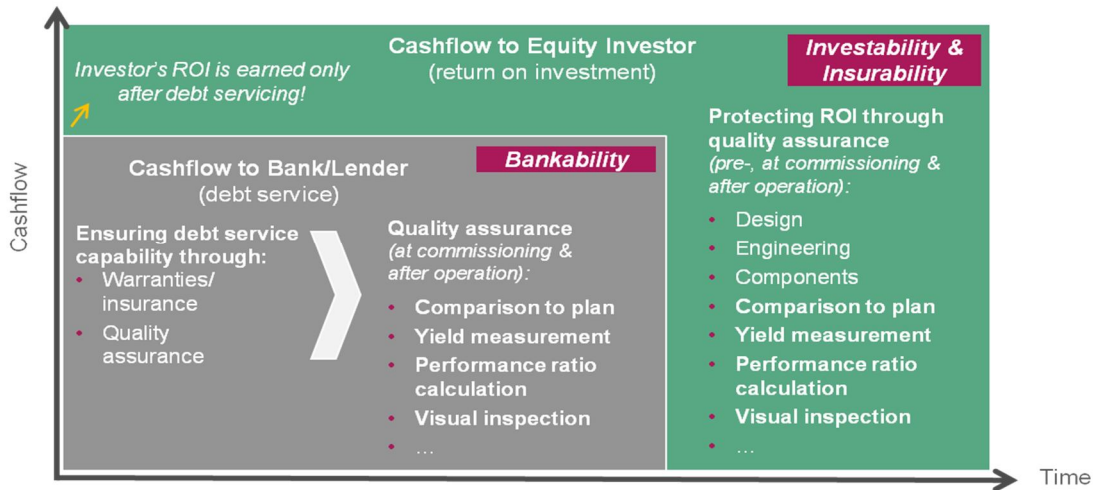 Cashflow to Equity Investor
(return on investment)
Investability &
Insurability
Investor's ROI is earned only
after debt servicing!
Cashflow to Bank/Lender
(debt service)
Bankability
Ensuring debt service
capability through:
• Warranties/
insurance
• Quality
assurance
Quality assurance
(at commissioning &
after operation):
• Comparison to plan
• Yield measurement
• Performance ratio
calculation
• Visual inspection
• …
Protecting ROI through
quality assurance
(pre-, at commissioning &
after operation):
• Design
• Engineering
• Components
• Comparison to plan
• Yield measurement
• Performance ratio
calculation
• Visual inspection
• …
Cashflow
Time